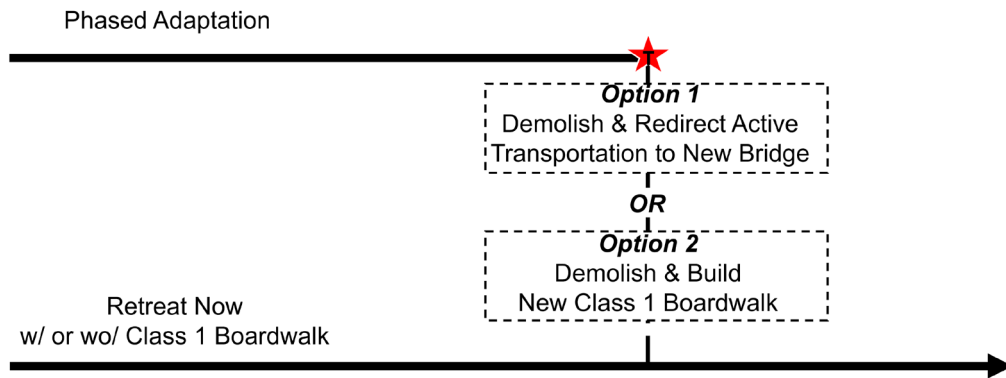 Phased Adaptation
T
Option 1
Demolish & Redirect Active
Transportation to New Bridge
OR
Option 2
Demolish & Build
New Class 1 Boardwalk
Retreat Now
w/ or wo/ Class 1 Boardwalk